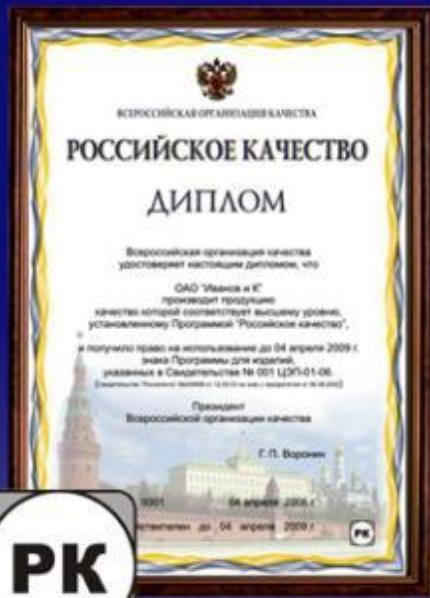 ВСЕРОССИЙСКАЯ ОРГАНИЗАЦИЯ КАЧЕСТВА
РОССИЙСКОЕ КАЧЕСТВО
ДИПЛОМ
Всероссийская организация качества
удостоверяет настоящим дипломом, что
ОАО "Иванов и К"
производит продукцию
качество которой соответствует высшему уровню,
установленному Программой "Российское качество",
и получило право на использование до 04 апреля 2009 г.
знака Программы для изделий,
указанных в Свидетельстве № 001 ЦЭП-01-06.
Президент
Всероссийской организации качества
Г.П. Воронин
0001 04 апреля 2006 г.
до 04 апреля 2009 г.
РК
РК